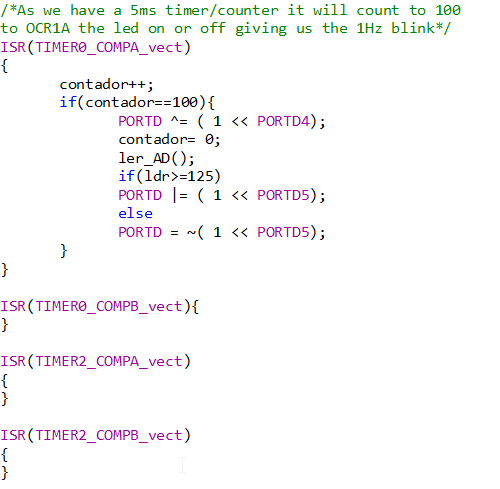 /*As we have a 5ms timer/counter it will count to 100
to OCR1A the led on or off giving us the 1Hz blink*/
ISR(TIMER0_COMPA_vect)
{
contador++;
if(contador==100){
PORTD ^= ( 1 << PORTD4);
contador= 0;
ler_AD();
if(ldr>=125)
PORTD |= ( 1 << PORTD5);
else
PORTD = ~( 1 << PORTD5);
}
}
ISR(TIMER0_COMPB_vect){
}
ISR(TIMER2_COMPA_vect)
{
}
ISR(TIMER2_COMPB_vect)
{
}